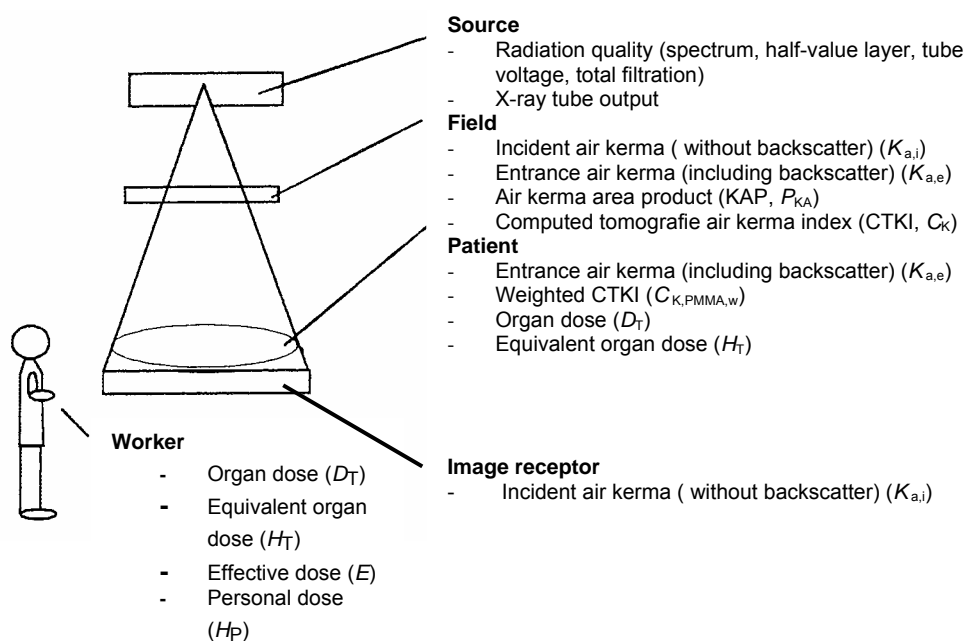 Source
- Radiation quality (spectrum, half-value layer, tube
voltage, total filtration)
- X-ray tube output
Field
- Incident air kerma ( without backscatter) (Ka,i)
- Entrance air kerma (including backscatter) (Ka,e)
- Air kerma area product (KAP, PKA)
- Computed tomografie air kerma index (CTKI, CK)
Patient
- Entrance air kerma (including backscatter) (Ka,e)
- Weighted CTKI (CK,PMMA,w)
- Organ dose (DT)
- Equivalent organ dose (HT)
Worker
- Organ dose (DT)
- Equivalent organ
dose (HT)
- Effective dose (E)
- Personal dose
(HP)
Image receptor
- Incident air kerma ( without backscatter) (Ka,i)